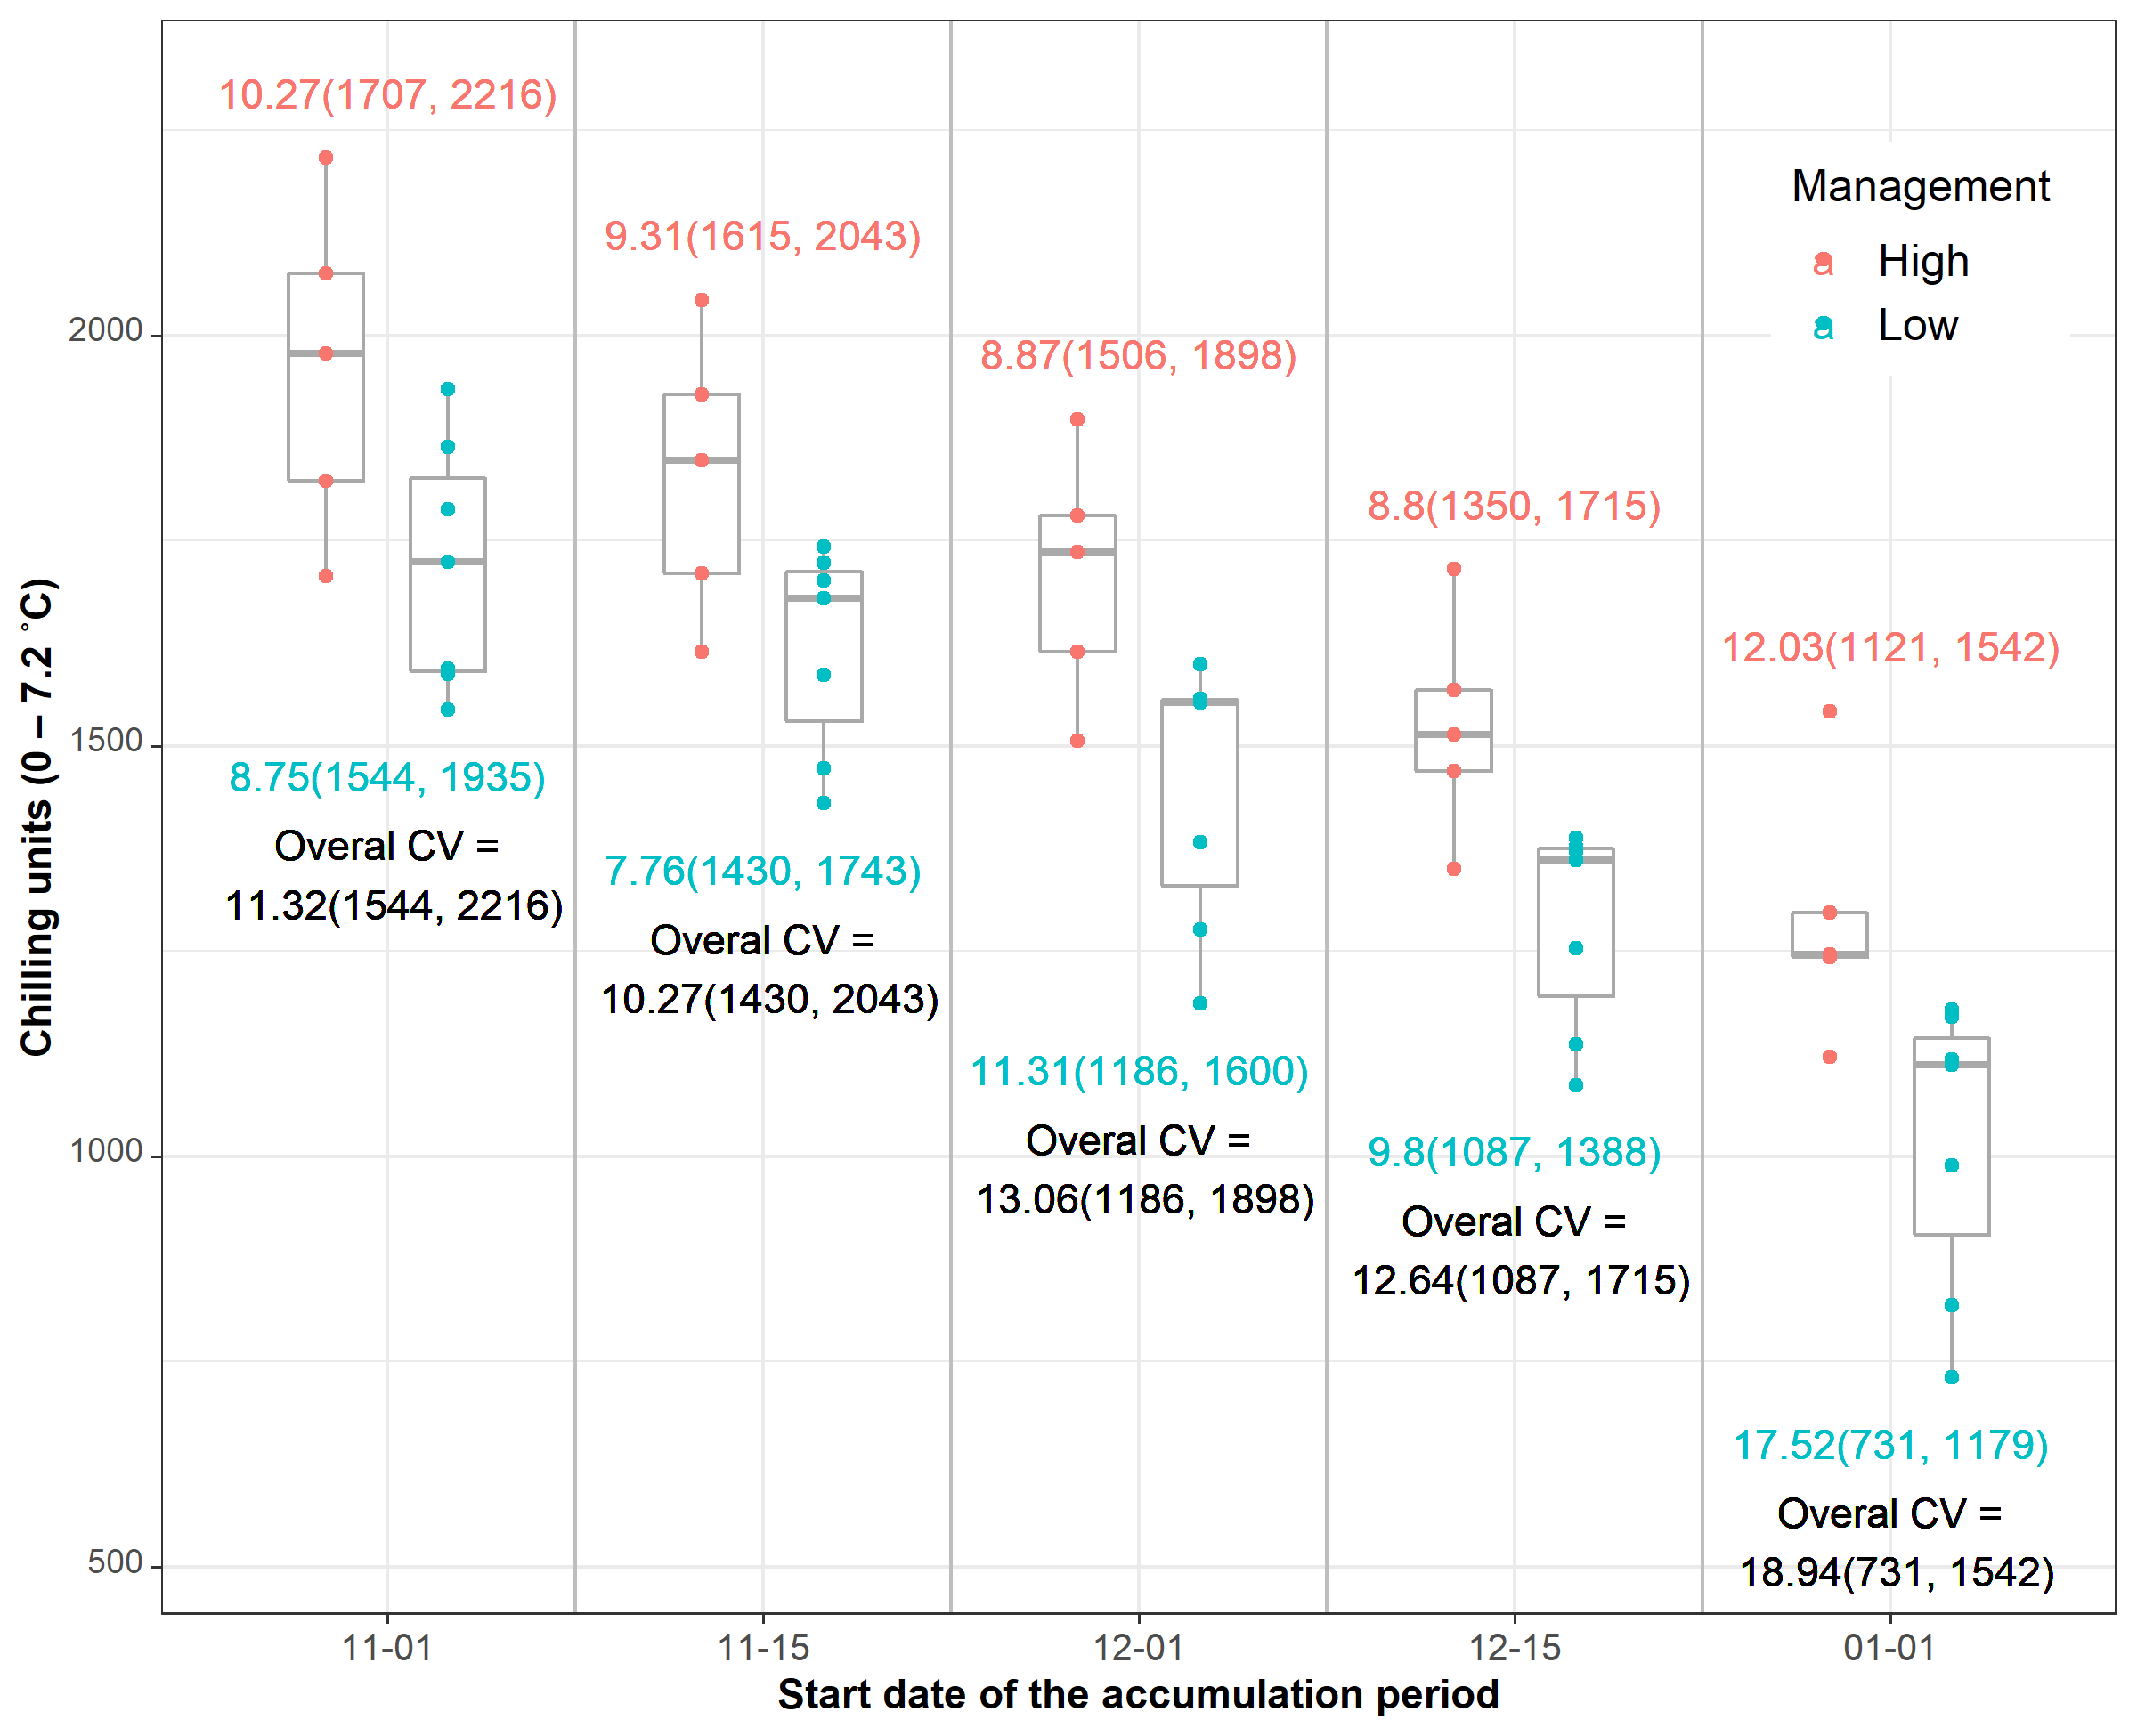 10.27(1707, 2216)
9.31(1615, 2043)
8.87(1506, 1898)
8.8(1350, 1715)
12.03(1121, 1542)
Management
a High
a Low
2000
1500
1000
500
Chilling units (0 – 7.2 °C)
8.75(1544, 1935)
Overal CV =
11.32(1544, 2216)
7.76(1430, 1743)
Overal CV =
10.27(1430, 2043)
11.31(1186, 1600)
Overal CV =
13.06(1186, 1898)
9.8(1087, 1388)
Overal CV =
12.64(1087, 1715)
17.52(731, 1179)
Overal CV =
18.94(731, 1542)
11-01
11-15
12-01
12-15
01-01
Start date of the accumulation period